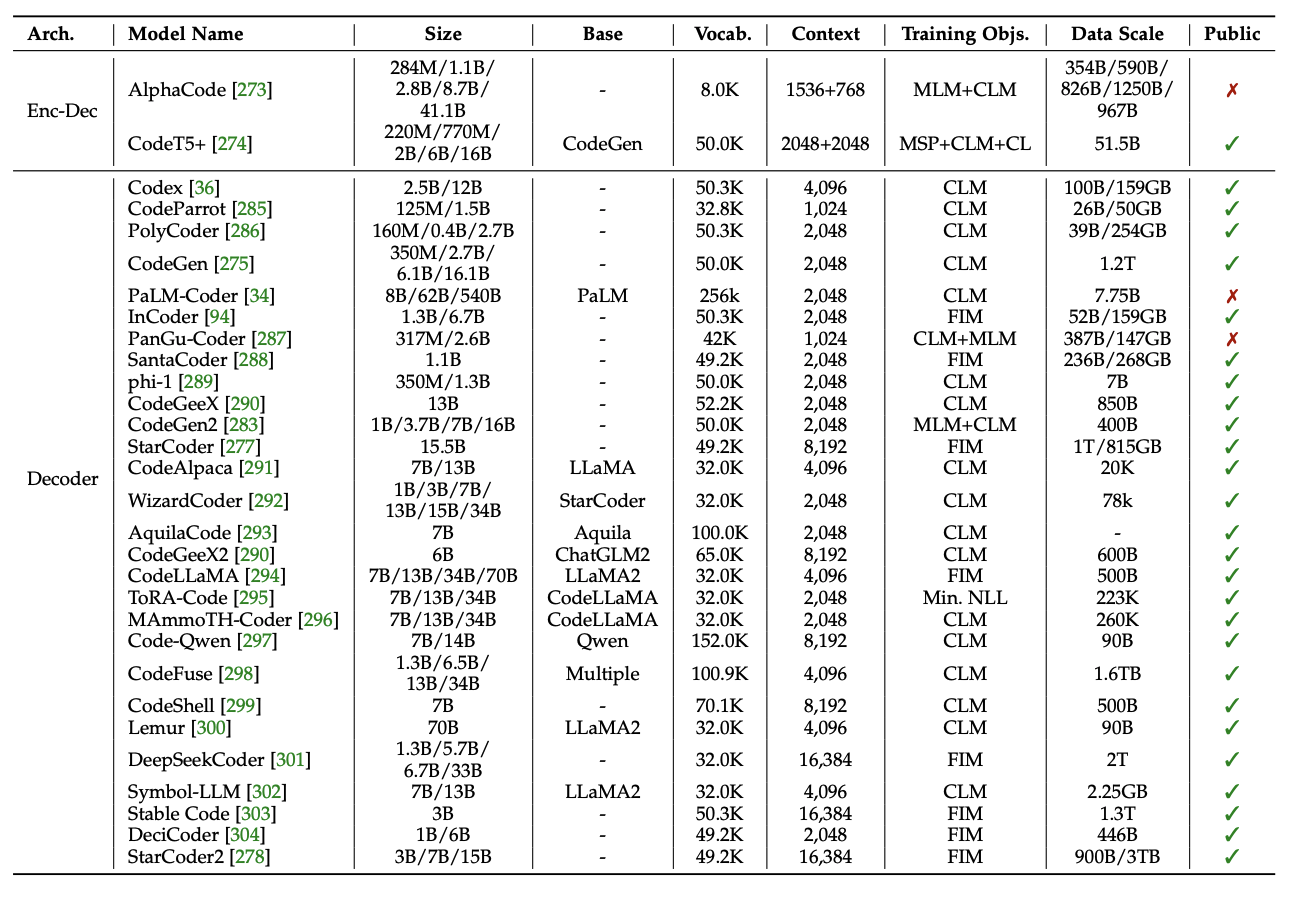 Arch. Model Name Size Base Vocab. Context Training Objs. Data Scale Public
Enc-Dec
AlphaCode [273] 284M/1.1B/ 2.8B/8.7B/ 41.1B - 8.0K 1536+768 MLM+CLM 354B/590B/ 826B/1250B/ 967B ✗
CodeT5+ [274] 220M/770M/ 2B/6B/16B CodeGen 50.0K 2048+2048 MSP+CLM+CL 51.5B ✓
Decoder
Codex [36] 2.5B/12B - 50.3K 4,096 CLM 100B/159GB ✓
CodeParrot [285] 125M/1.5B - 32.8K 1,024 CLM 26B/50GB ✓
PolyCoder [286] 160M/0.4B/2.7B - 50.3K 2,048 CLM 39B/254GB ✓
CodeGen [275] 350M/2.7B/ 6.1B/16.1B - 50.0K 2,048 CLM 1.2T ✓
PaLM-Coder [34] 8B/62B/540B PaLM 256k 2,048 CLM 7.75B ✗
InCoder [94] 1.3B/6.7B - 50.3K 2,048 FIM 52B/159GB ✓
PanGu-Coder [287] 317M/2.6B - 42K 1,024 CLM+MLM 387B/147GB ✗
SantaCoder [288] 1.1B - 49.2K 2,048 FIM 236B/268GB ✓
phi-1 [289] 350M/1.3B - 50.0K 2,048 CLM 7B ✓
CodeGeeX [290] 13B - 52.2K 2,048 CLM 850B ✓
CodeGen2 [283] 1B/3.7B/7B/16B - 50.0K 2,048 MLM+CLM 400B ✓
StarCoder [277] 15.5B - 49.2K 8,192 FIM 1T/815GB ✓
CodeAlpaca [291] 7B/13B LLaMA 32.0K 4,096 CLM 20K ✓
WizardCoder [292] 1B/3B/7B/ 13B/15B/34B StarCoder 32.0K 2,048 CLM 78k ✓
AquilaCode [293] 7B Aquila 100.0K 2,048 CLM - ✓
CodeGeeX2 [290] 6B ChatGLM2 65.0K 8,192 CLM 600B ✓
CodeLLaMA [294] 7B/13B/34B/70B LLaMA2 32.0K 4,096 FIM 500B ✓
ToRA-Code [295] 7B/13B/34B CodeLLaMA 32.0K 2,048 Min. NLL 223K ✓
MAmmoTH-Coder [296] 7B/13B/34B CodeLLaMA 32.0K 2,048 CLM 260K ✓
Code-Qwen [297] 7B/14B Qwen 152.0K 8,192 CLM 90B ✓
CodeFuse [298] 1.3B/6.5B/ 13B/34B Multiple 100.9K 4,096 CLM 1.6TB ✓
CodeShell [299] 7B - 70.1K 8,192 CLM 500B ✓
Lemur [300] 70B LLaMA2 32.0K 4,096 CLM 90B ✓
DeepSeekCoder [301] 1.3B/5.7B/ 6.7B/33B - 32.0K 16,384 FIM 2T ✓
Symbol-LLM [302] 7B/13B LLaMA2 32.0K 4,096 CLM 2.25GB ✓
Stable Code [303] 3B - 50.3K 16,384 FIM 1.3T ✓
DeciCoder [304] 1B/6B - 49.2K 2,048 FIM 446B ✓
StarCoder2 [278] 3B/7B/15B - 49.2K 16,384 FIM 900B/3TB ✓